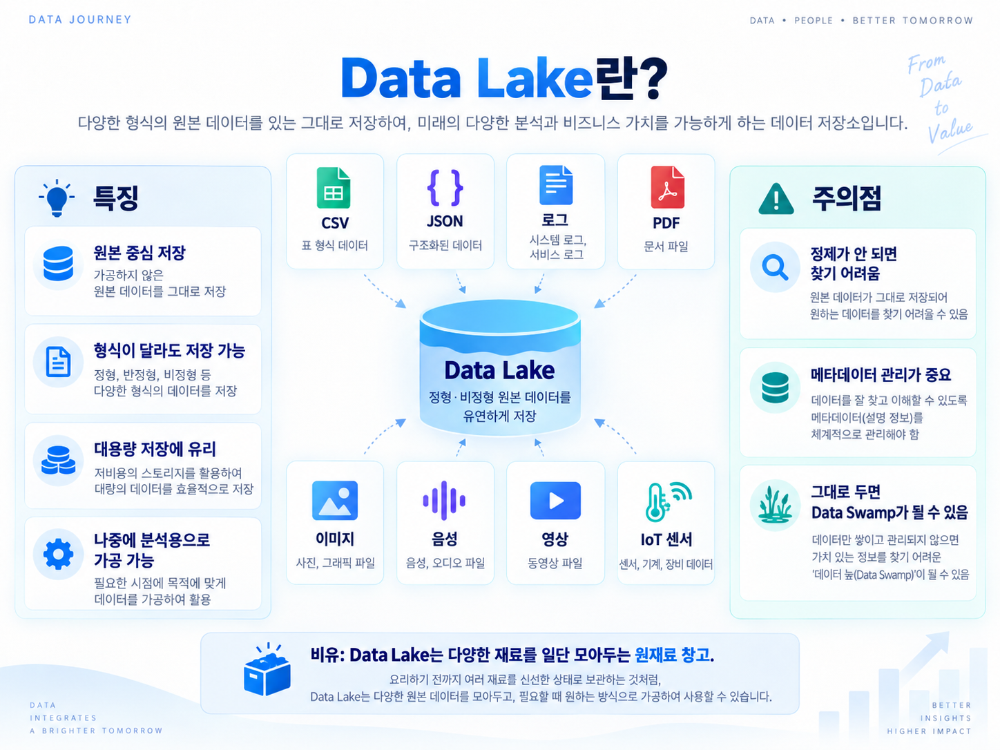 DATA JOURNEY
DATA • PEOPLE • BETTER TOMORROW
Data Lake란?
다양한 형식의 원본 데이터를 있는 그대로 저장하여, 미래의 다양한 분석과 비즈니스 가치를 가능하게 하는 데이터 저장소입니다.
From
Data
to
Value
특징
원본 중심 저장
가공하지 않은
원본 데이터를 그대로 저장
형식이 달라도 저장 가능
정형, 반정형, 비정형 등
다양한 형식의 데이터를 저장
대용량 저장에 유리
저비용의 스토리지를 활용하여
대량의 데이터를 효율적으로 저장
나중에 분석용으로
가공 가능
필요한 시점에 목적에 맞게
데이터를 가공하여 활용
CSV
표 형식 데이터
JSON
구조화된 데이터
로그
시스템 로그,
서비스 로그
PDF
문서 파일
Data Lake
정형·비정형 원본 데이터를
유연하게 저장
이미지
사진, 그래픽 파일
음성
음성, 오디오 파일
영상
동영상 파일
IoT 센서
센서, 기계, 장비 데이터
주의점
정제가 안 되면
찾기 어려움
원본 데이터가 그대로 저장되어
원하는 데이터를 찾기 어려울 수 있음
메타데이터 관리가 중요
데이터를 잘 찾고 이해할 수 있도록
메타데이터(설명 정보)를
체계적으로 관리해야 함
그대로 두면
Data Swamp가 될 수 있음
데이터만 쌓이고 관리되지 않으면
가치 있는 정보를 찾기 어려운
'데이터 늪(Data Swamp)'이 될 수 있음
비유: Data Lake는 다양한 재료를 일단 모아두는 원재료 창고.
요리하기 전까지 여러 재료를 신선한 상태로 보관하는 것처럼,
Data Lake는 다양한 원본 데이터를 모아두고, 필요할 때 원하는 방식으로 가공하여 사용할 수 있습니다.
DATA
INTEGRATES
A BRIGHTER TOMORROW
BETTER
INSIGHTS
HIGHER IMPACT